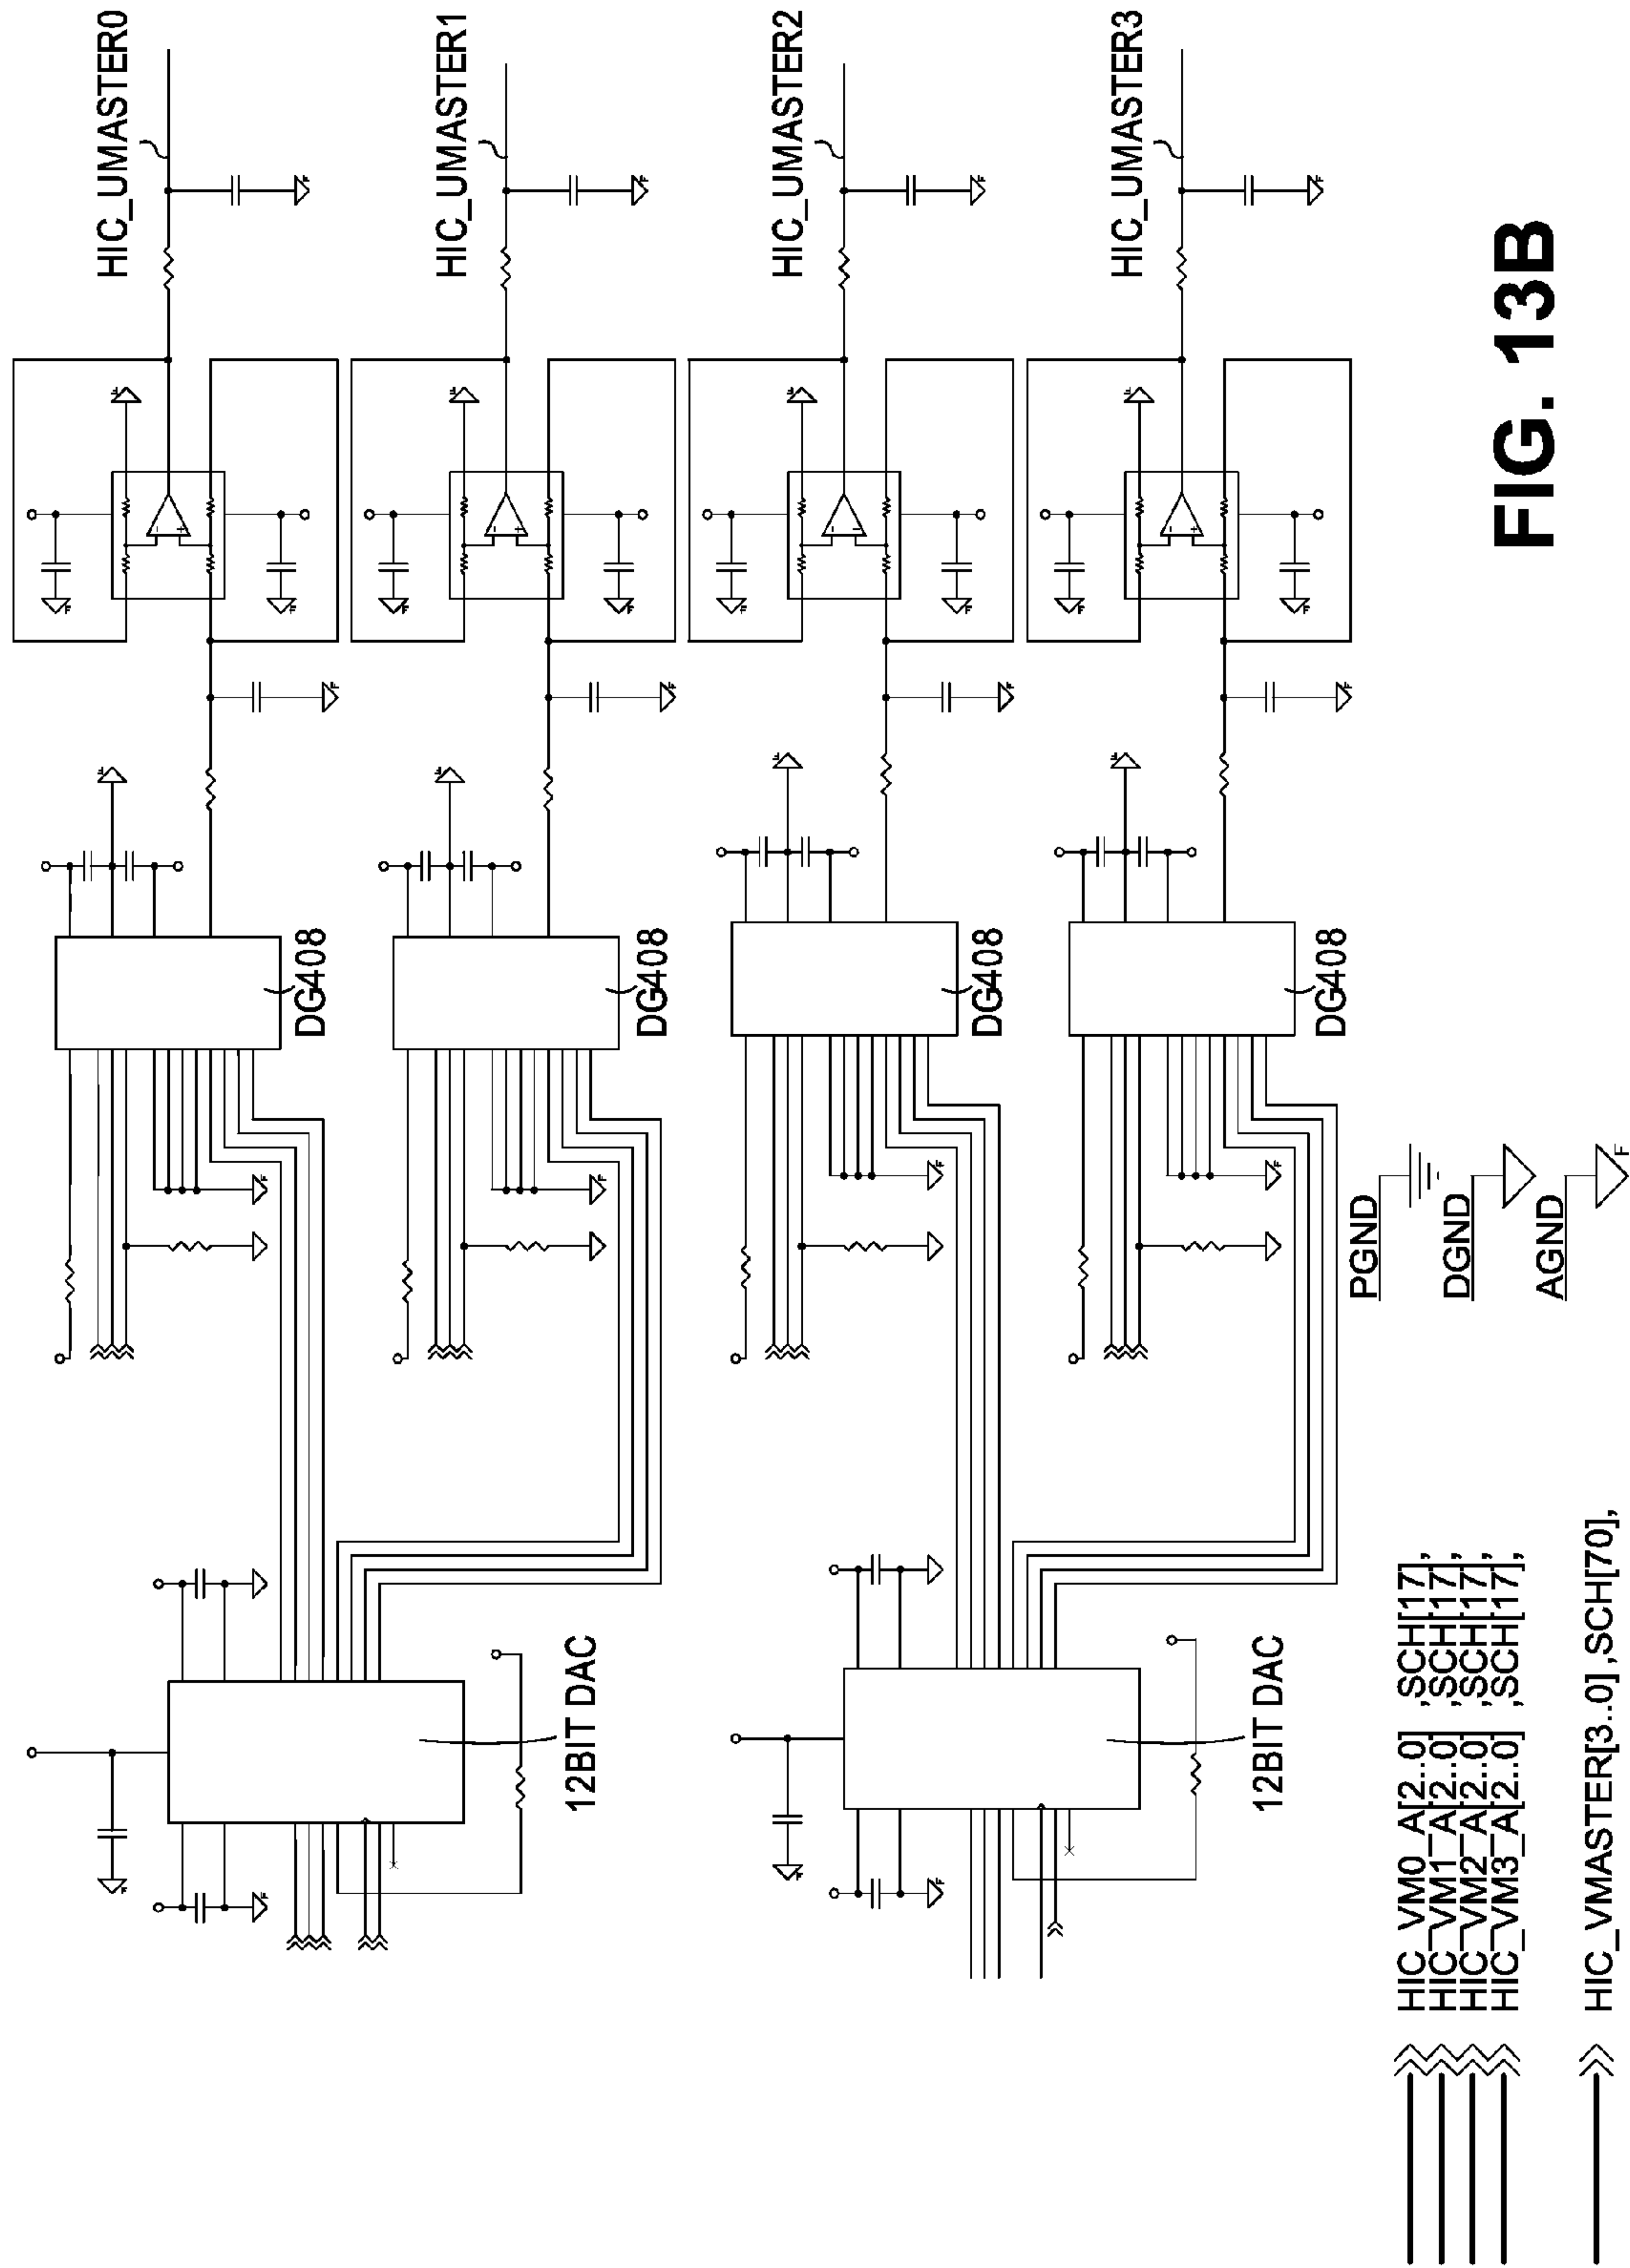 HIC_UMASTER0
HIC_UMASTER1
HIC_UMASTER2
HIC_UMASTER3
DG408
DG408
DG408
DG408
12BIT DAC
12BIT DAC
PGND
DGND
AGND
F
HIC_VM0_A[2..0] ,SCH[17],
HIC_VM1_A[2..0] ,SCH[17],
HIC_VM2_A[2..0] ,SCH[17],
HIC_VM3_A[2..0] ,SCH[17],
HIC_VMASTER[3..0] ,SCH[70],
FIG. 13B